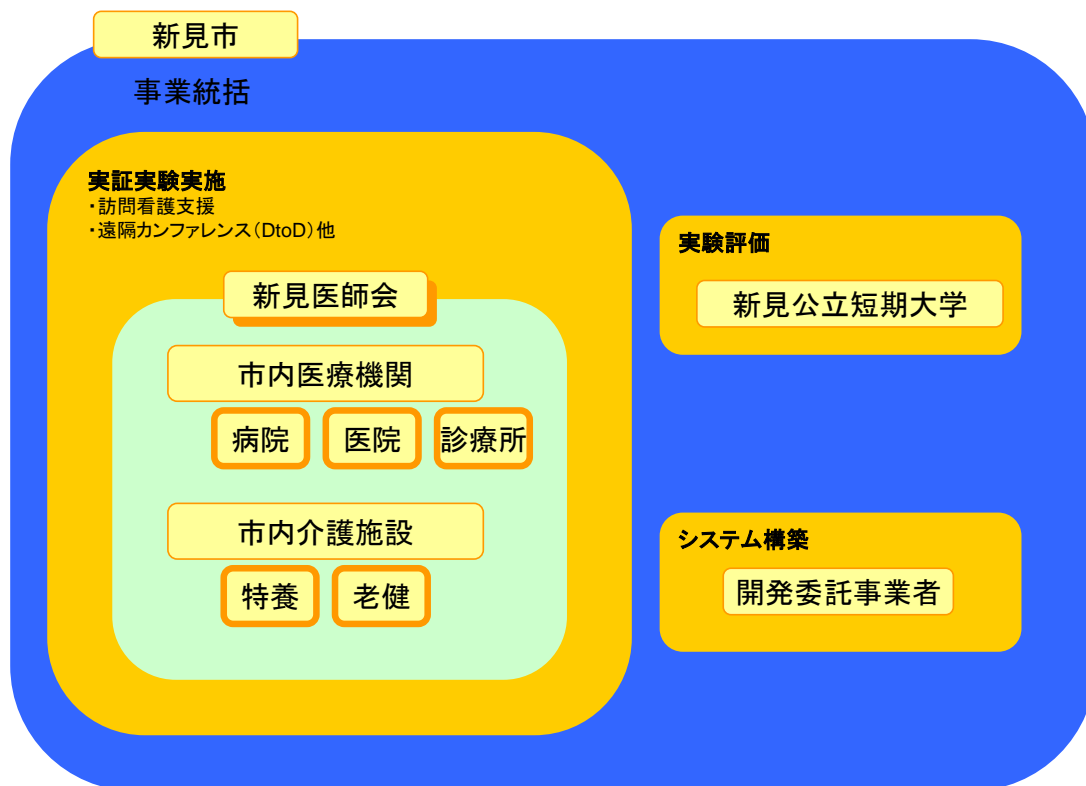 新見市
事業統括
実証実験実施
・訪問看護支援
・遠隔カンファレンス(DtoD)他
新見医師会
市内医療機関
病院
医院
診療所
市内介護施設
特養
老健
実験評価
新見公立短期大学
システム構築
開発委託事業者